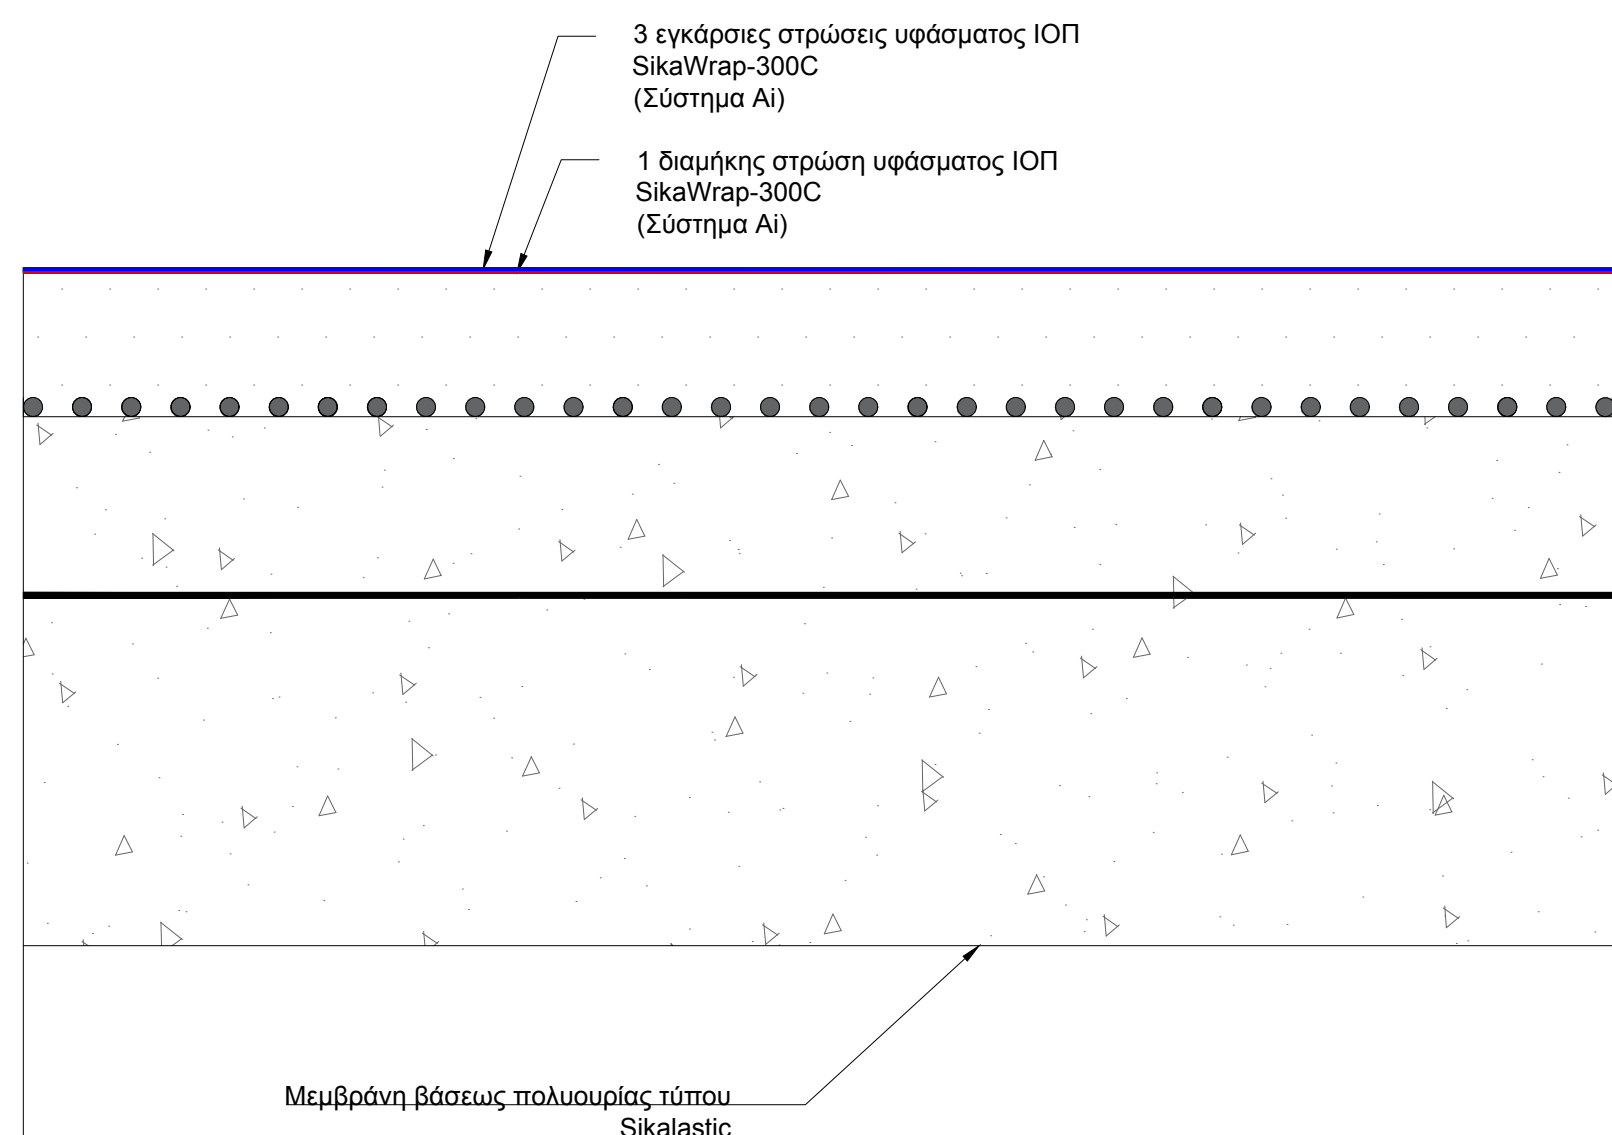 3 εγκάρσιες στρώσεις υφάσματος ΙΟΠ
SikaWrap-300C
(Σύστημα Ai)
1 διαμήκης στρώση υφάσματος ΙΟΠ
SikaWrap-300C
(Σύστημα Ai)
Μεμβράνη βάσεως πολυουρίας τύπου
Sikalastic